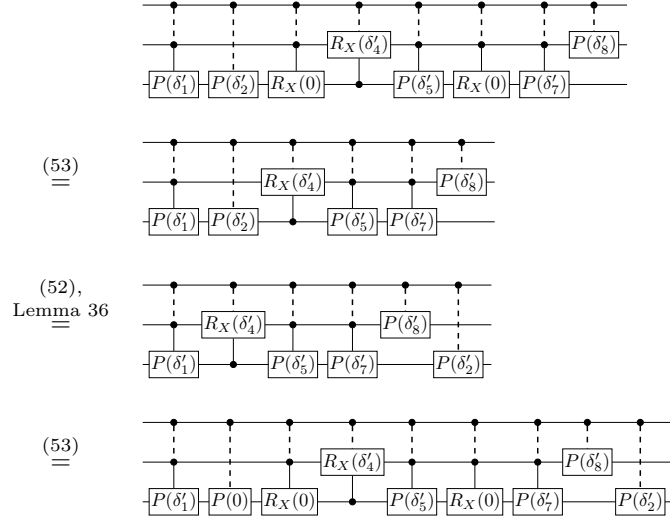 R_X(δ′_4) P(δ′_8)
P(δ′_1) P(δ′_2) R_X(0) P(δ′_5) R_X(0) P(δ′_7)
(53)
=
R_X(δ′_4) P(δ′_8)
P(δ′_1) P(δ′_2) P(δ′_5) P(δ′_7)
(52),
Lemma 36
=
R_X(δ′_4) P(δ′_8)
P(δ′_1) P(δ′_5) P(δ′_7) P(δ′_2)
(53)
=
R_X(δ′_4) P(δ′_8)
P(δ′_1) P(0) R_X(0) P(δ′_5) R_X(0) P(δ′_7) P(δ′_2)